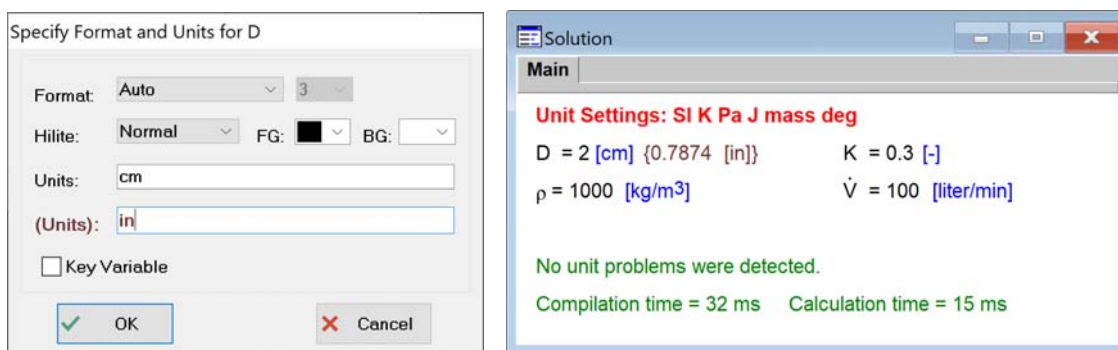 Specify Format and Units for D
Format: Auto 3
Hilite: Normal FG: BG:
Units: cm
(Units): in
Key Variable
OK Cancel
Solution
Main
Unit Settings: SI K Pa J mass deg
D = 2 [cm] {0.7874 [in]} K = 0.3 [-]
ρ = 1000 [kg/m³] V̇ = 100 [liter/min]
No unit problems were detected.
Compilation time = 32 ms Calculation time = 15 ms